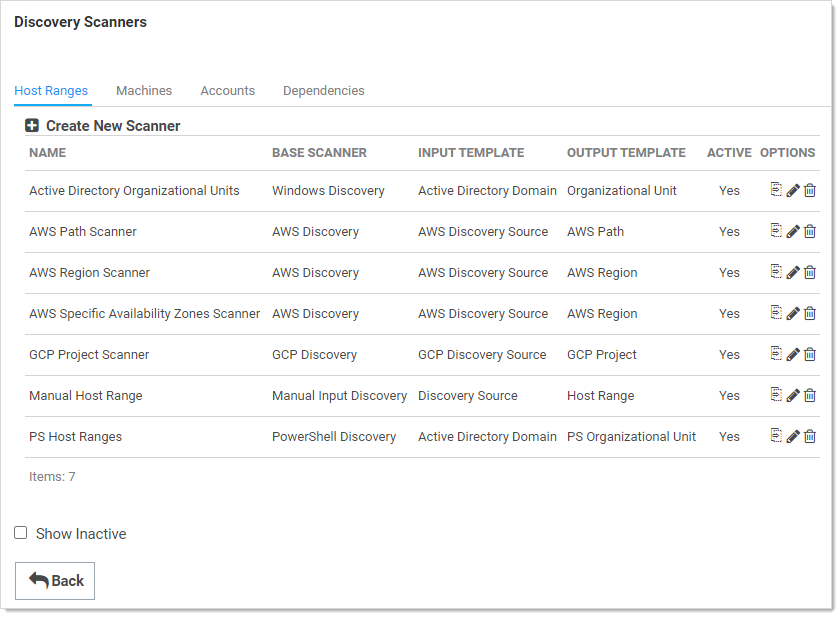 Discovery Scanners
Host Ranges Machines Accounts Dependencies
Create New Scanner
NAME BASE SCANNER INPUT TEMPLATE OUTPUT TEMPLATE ACTIVE OPTIONS
Active Directory Organizational Units Windows Discovery Active Directory Domain Organizational Unit Yes
AWS Path Scanner AWS Discovery AWS Discovery Source AWS Path Yes
AWS Region Scanner AWS Discovery AWS Discovery Source AWS Region Yes
AWS Specific Availability Zones Scanner AWS Discovery AWS Discovery Source AWS Region Yes
GCP Project Scanner GCP Discovery GCP Discovery Source GCP Project Yes
Manual Host Range Manual Input Discovery Discovery Source Host Range Yes
PS Host Ranges PowerShell Discovery Active Directory Domain PS Organizational Unit Yes
Items: 7
Show Inactive
Back